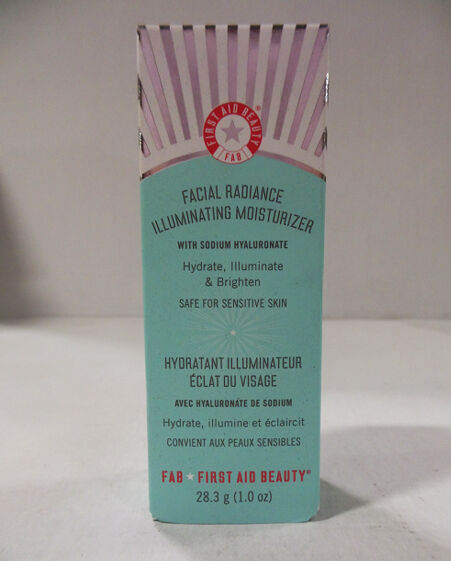 FIRST AID BEAUTY®
FAB
FACIAL RADIANCE
ILLUMINATING MOISTURIZER
WITH SODIUM HYALURONATE
Hydrate, Illuminate
& Brighten
SAFE FOR SENSITIVE SKIN
HYDRATANT ILLUMINATEUR
ÉCLAT DU VISAGE
AVEC HYALURONATE DE SODIUM
Hydrate, illumine et éclaircit
CONVIENT AUX PEAUX SENSIBLES
FAB FIRST AID BEAUTY®
28.3 g (1.0 oz)